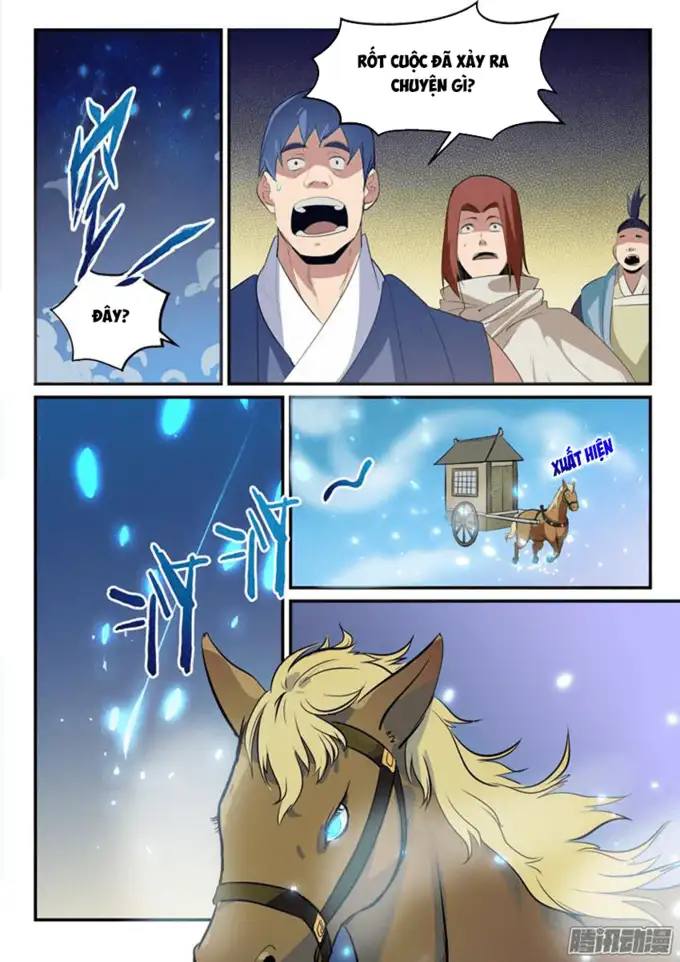 RỐT CUỘC ĐÃ XẢY RA
CHUYỆN GÌ?
ĐÂY?
XUẤT HIỆN
腾讯动漫